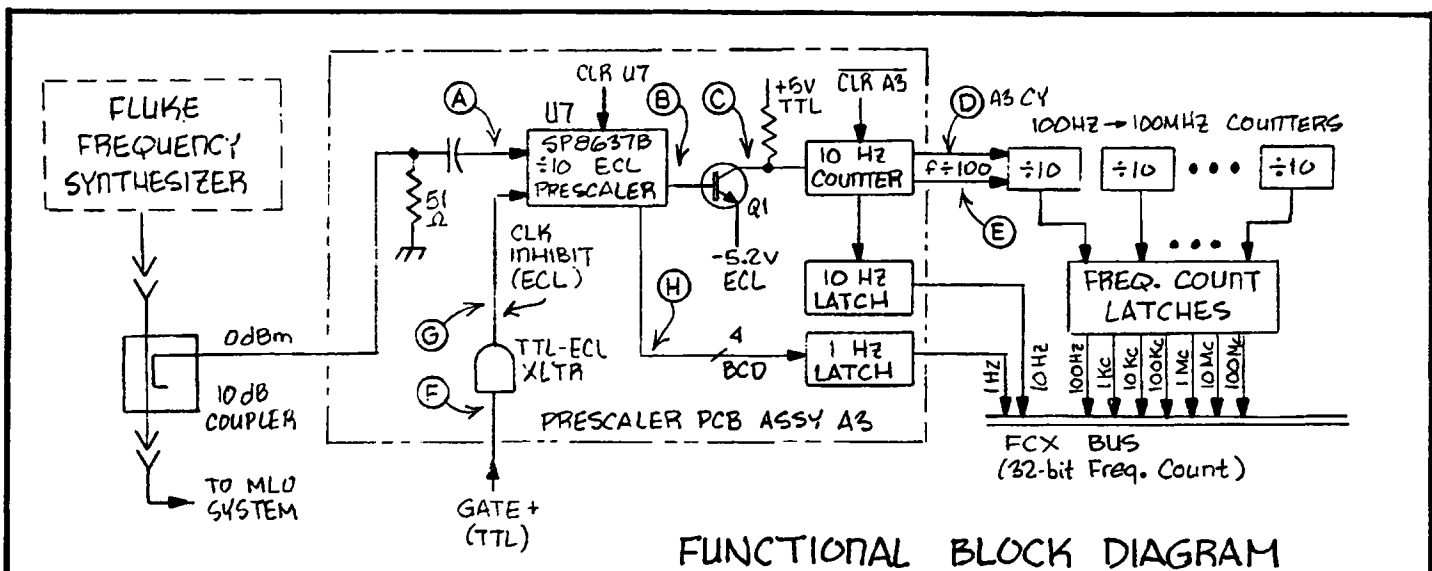 FLUKE
FREQUENCY
SYNTHESIZER
0dBm
10dB
COUPLER
TO MLO
SYSTEM
51
Ω
A
CLR U7
U7
SP8637B
÷10 ECL
PRESCALER
B
C
+5V
TTL
CLR A3
Q1
-5.2V
ECL
10 HZ
COUNTER
D A3 CY
100HZ→100MHZ COUNTERS
f÷100
÷10
÷10
• • •
÷10
E
CLK
INHIBIT
(ECL)
G
H
TTL-ECL
XLTR
F
4
BCD
10 HZ
LATCH
1 HZ
LATCH
• • •
FREQ. COUNT
LATCHES
1HZ
10HZ
100HZ
1Kc
10Kc
100Kc
1Mc
10Mc
100Mc
PRESCALER PCB ASSY A3
FCX BUS
(32-bit Freq. Count)
GATE+
(TTL)
FUNCTIONAL BLOCK DIAGRAM